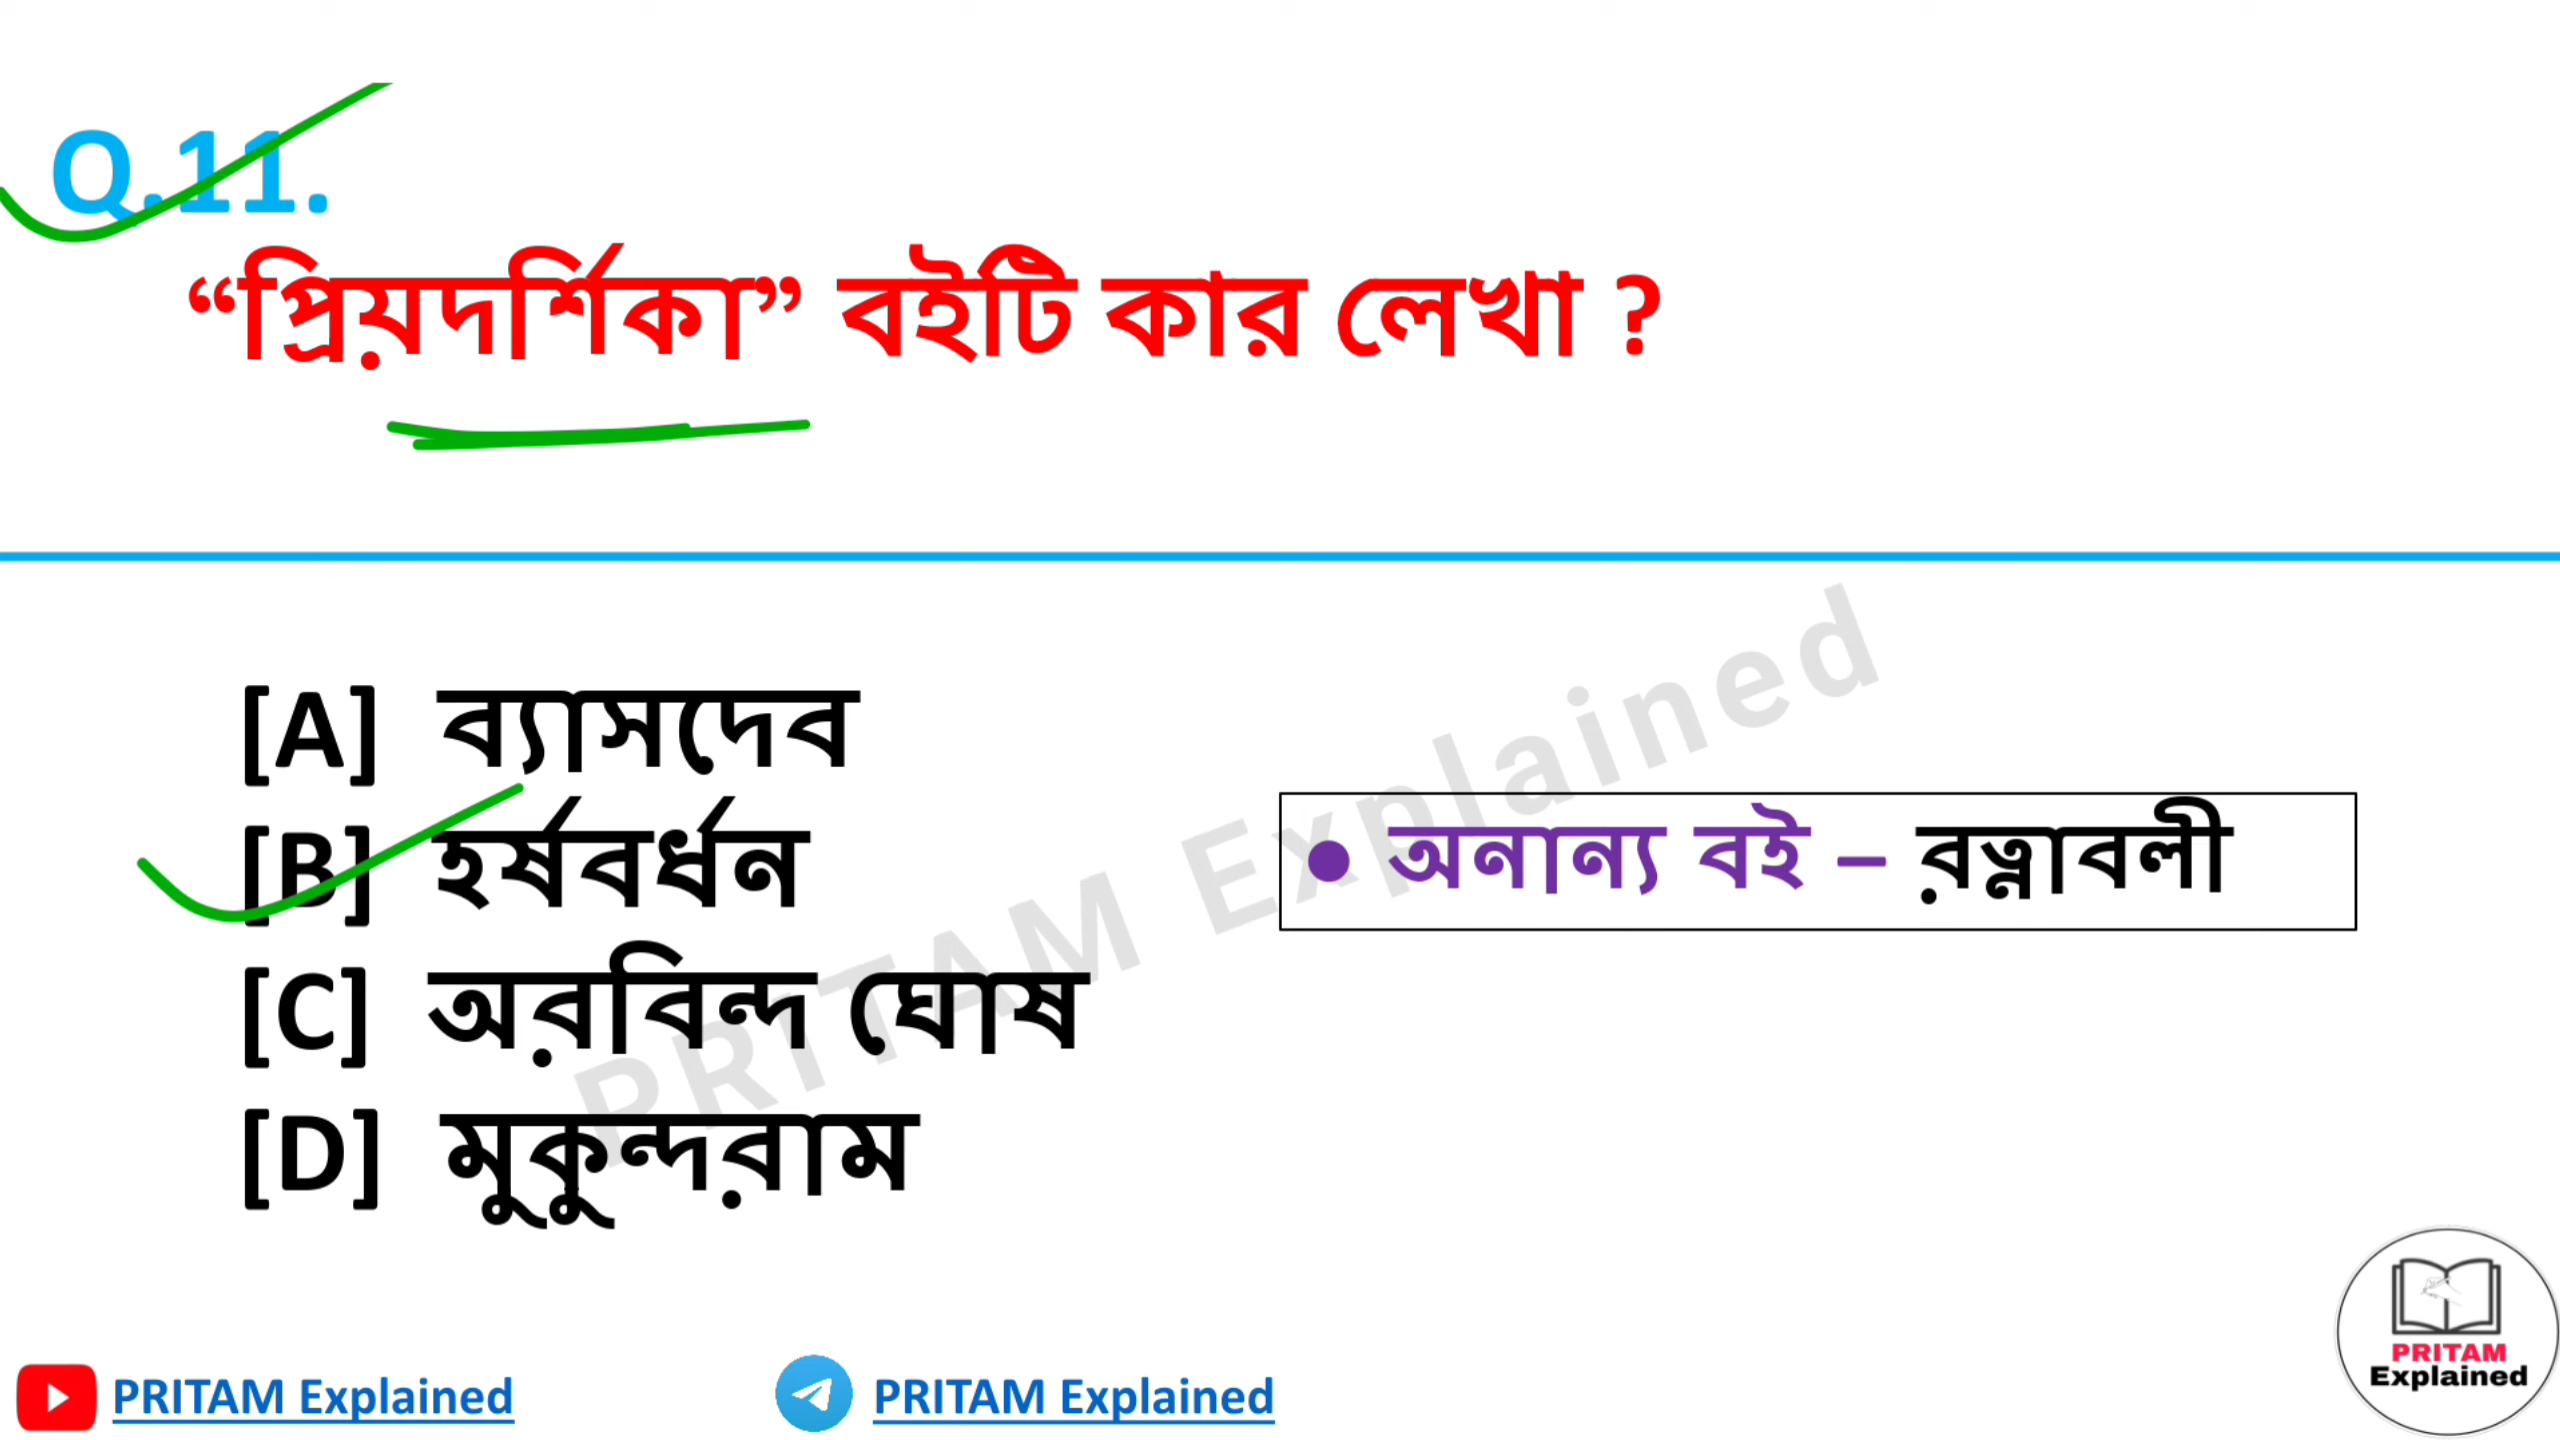 Q.11.
“প্রিয়দর্শিকা” বইটি কার লেখা ?
[A] ব্যাসদেব
[B] হর্ষবর্ধন
• অনান্য বই – রত্নাবলী
[C] অরবিন্দ ঘোষ
[D] মুকুন্দরাম
PRITAM Explained
PRITAM Explained
PRITAM Explained
PRITAM
Explained